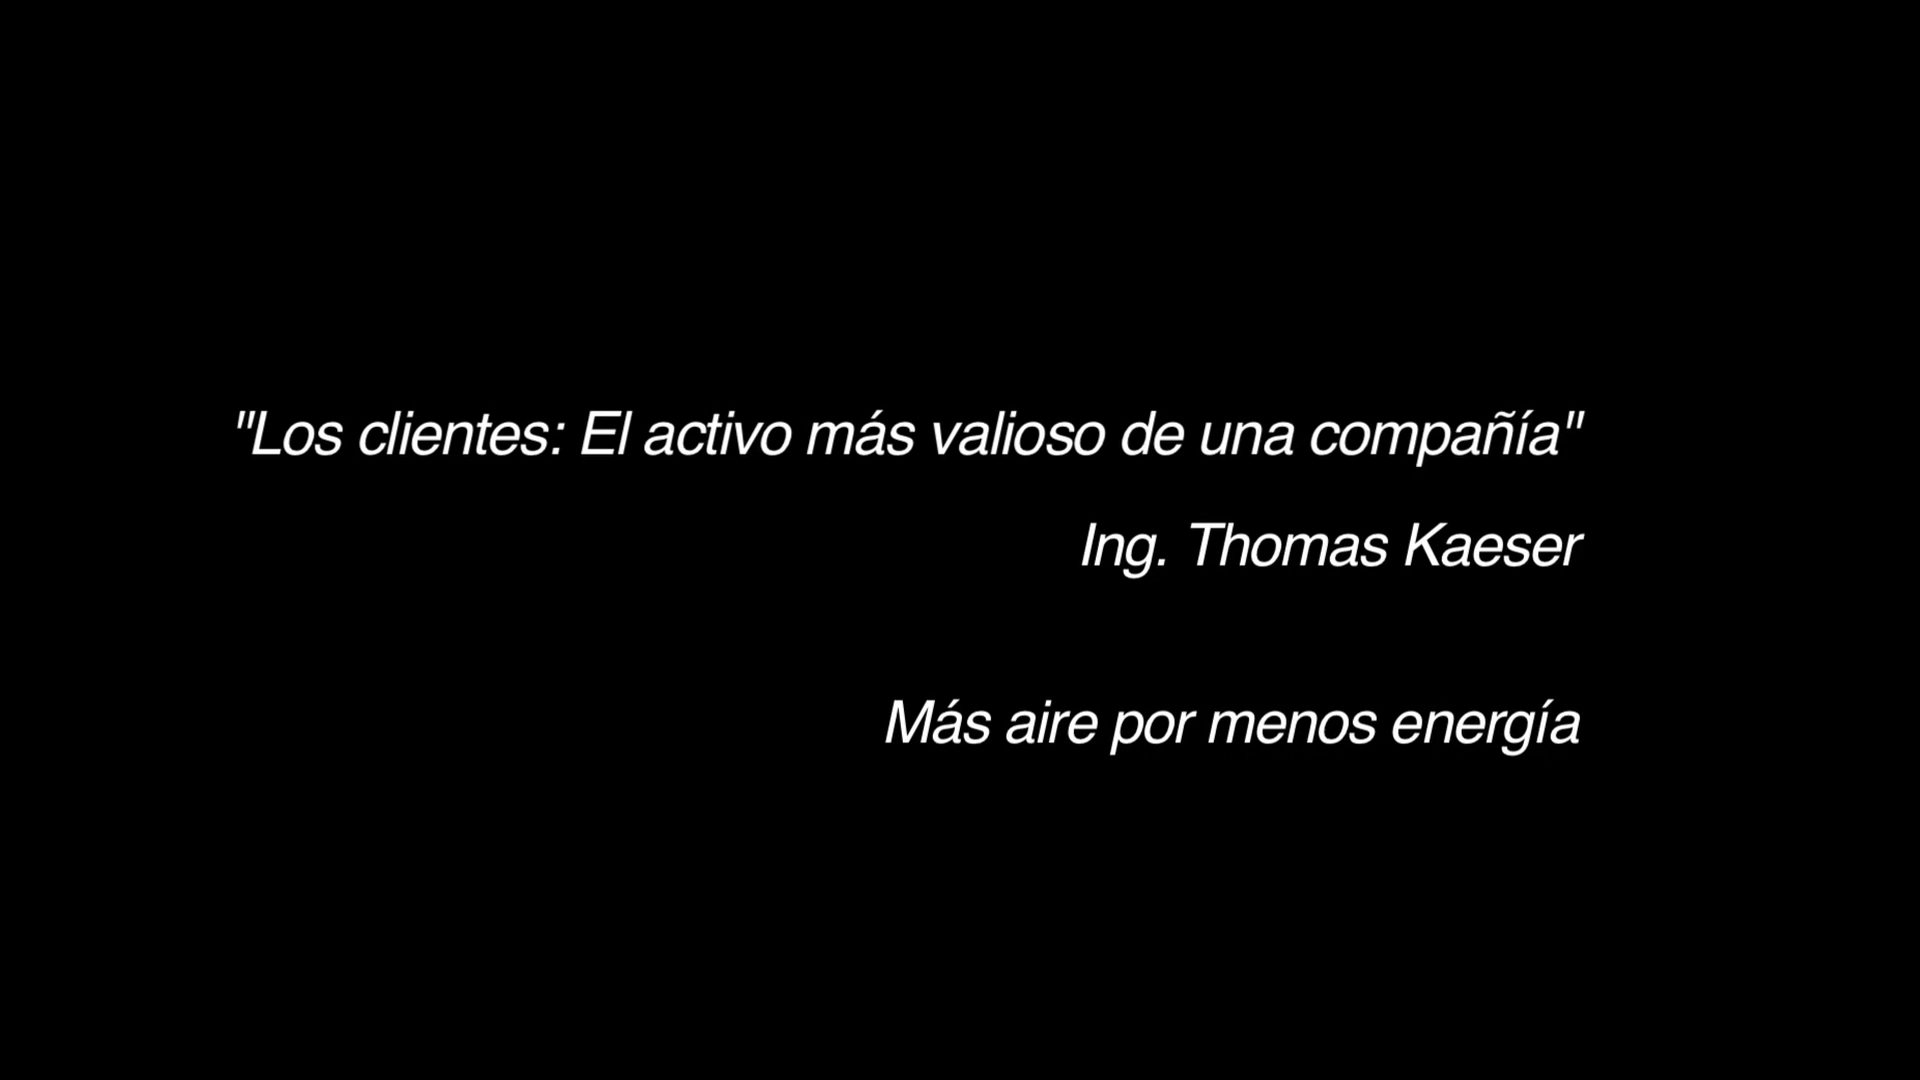 "Los clientes: El activo más valioso de una compañía"
Ing. Thomas Kaeser
Más aire por menos energía